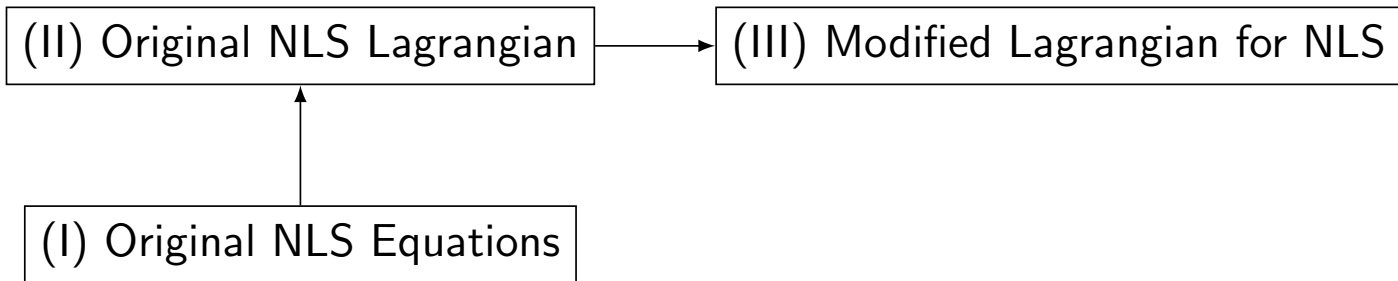 (II) Original NLS Lagrangian
(III) Modified Lagrangian for NLS
(I) Original NLS Equations